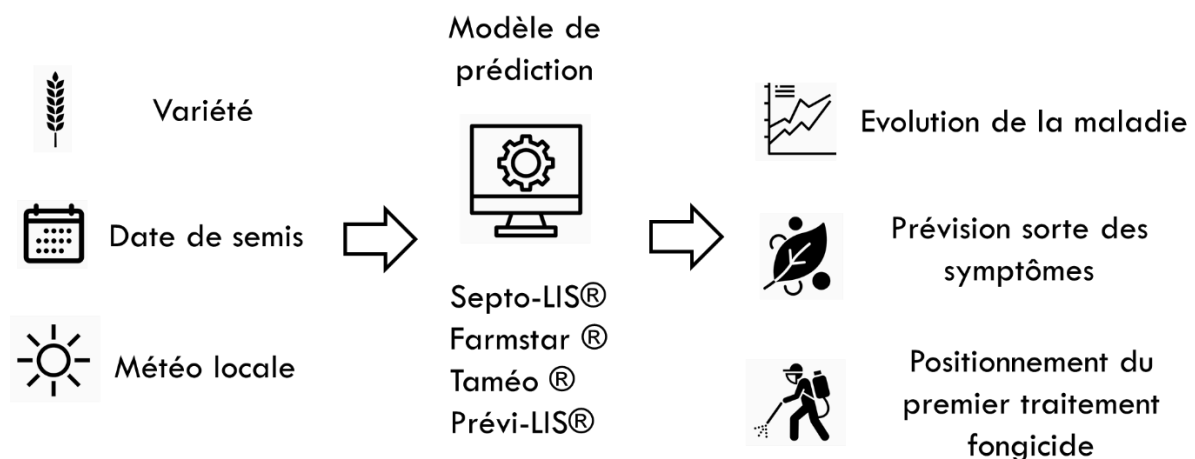 Variété
Date de semis
Météo locale
Modèle de
prédiction
Septo-LIS®
Farmstar ®
Taméo ®
Prévi-LIS®
Evolution de la maladie
Prévision sorte des
symptômes
Positionnement du
premier traitement
fongicide